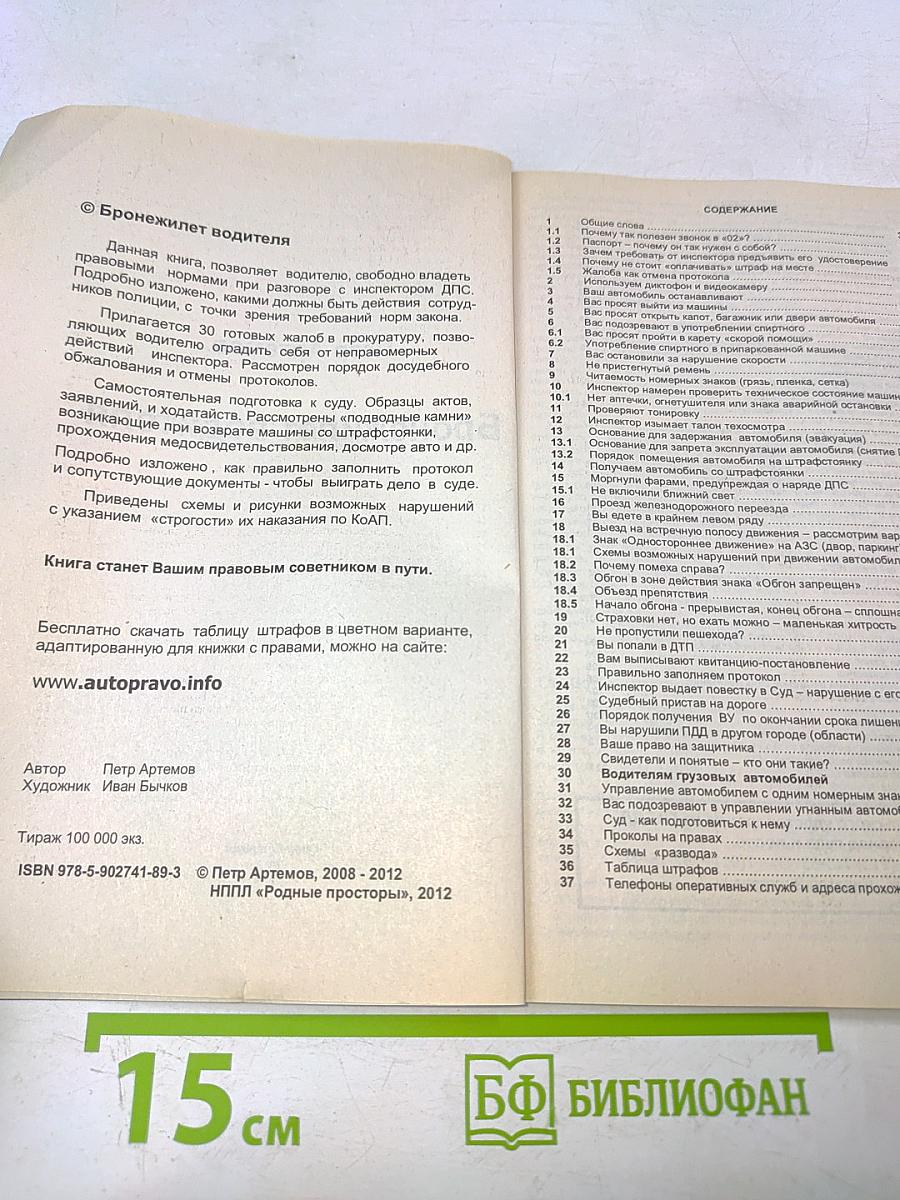 © Бронежилет водителя
Данная книга, позволяет водителю, свободно владеть
правовыми нормами при разговоре с инспектором ДПС.
Подробно изложено, какими должны быть действия сотруд-
ников полиции, с точки зрения требований норм закона.
Прилагается 30 готовых жалоб в прокуратуру, позво-
ляющих водителю оградить себя от неправомерных
действий инспектора. Рассмотрен порядок досудебного
обжалования и отмены протоколов.
Самостоятельная подготовка к суду. Образцы актов,
заявлений, и ходатайств. Рассмотрены «подводные камни»
возникающие при возврате машины со штрафстоянки,
прохождения медосвидетельствования, досмотре авто и др.
Подробно изложено, как правильно заполнить протокол
и сопутствующие документы - чтобы выиграть дело в суде.
Приведены схемы и рисунки возможных нарушений
с указанием «строгости» их наказания по КоАП.
Книга станет Вашим правовым советником в пути.
Бесплатно скачать таблицу штрафов в цветном варианте,
адаптированную для книжки с правами, можно на сайте:
www.autopravo.info
Автор Петр Артемов
Художник Иван Бычков
Тираж 100 000 экз.
ISBN 978-5-902741-89-3 © Петр Артемов, 2008 - 2012
НППЛ «Родные просторы», 2012
СОДЕРЖАНИЕ
1 Общие слова
1.1 Почему так полезен звонок в «02»?
1.2 Паспорт – почему он так нужен с собой?
1.3 Зачем требовать от инспектора предъявить его удостоверение
1.4 Почему не стоит «оплачивать» штраф на месте
1.5 Жалоба как отмена протокола
2 Используем диктофон и видеокамеру
3 Ваш автомобиль останавливают
4 Вас просят выйти из машины
5 Вас просят открыть капот, багажник или двери автомобиля
6 Вас подозревают в употреблении спиртного
6.1 Вас просят пройти в карету «скорой помощи»
6.2 Употребление спиртного в припаркованной машине
7 Вас остановили за нарушение скорости
8 Не пристегнутый ремень
9 Читаемость номерных знаков (грязь, пленка, сетка)
10 Инспектор намерен проверить техническое состояние
10.1 Нет аптечки, огнетушителя или знака аварийной остановки
11 Проверяют тонировку
12 Инспектор изымает талон техосмотра
13 Основание для задержания автомобиля (эвакуация)
13.1 Основание для запрета эксплуатации автомобиля (снятие
13.2 Порядок помещения автомобиля на штрафстоянку
14 Получаем автомобиль со штрафстоянки
15 Моргнули фарами, предупреждая о наряде ДПС
15.1 Не включили ближний свет
16 Проезд железнодорожного переезда
17 Вы едете в крайнем левом ряду
18 Выезд на встречную полосу движения – рассмотрим
18.1 Знак «Одностороннее движение» на АЗС (двор, паркинг
18.1 Схемы возможных нарушений при движении
18.2 Почему помеха справа?
18.3 Обгон в зоне действия знака «Обгон запрещен»
18.4 Объезд препятствия
18.5 Начало обгона - прерывистая, конец обгона –
19 Страховки нет, но ехать можно – маленькая хитрость
20 Не пропустили пешехода?
21 Вы попали в ДТП
22 Вам выписывают квитанцию-постановление
23 Правильно заполняем протокол
24 Инспектор выдает повестку в Суд – нарушение с его
25 Судебный пристав на дороге
26 Порядок получения ВУ по окончании срока
27 Вы нарушили ПДД в другом городе (области)
28 Ваше право на защитника
29 Свидетели и понятые – кто они такие?
30 Водителям грузовых автомобилей
31 Управление автомобилем с одним номерным
32 Вас подозревают в управлении угнанным
33 Суд - как подготовиться к нему
34 Проколы на правах
35 Схемы «развода»
36 Таблица штрафов
37 Телефоны оперативных служб и адреса
15 см
БФ БИБЛИОФАН